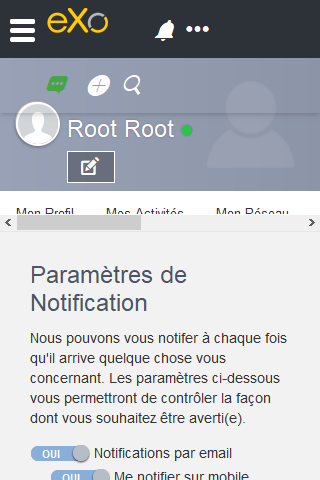 eXo
Root Root
Mon Profil Mes Activités Mon Réseau
Paramètres de
Notification
Nous pouvons vous notifer à chaque fois
qu'il arrive quelque chose vous
concernant. Les paramètres ci-dessous
vous permettront de contrôler la façon
dont vous souhaitez être averti(e).
OUI Notifications par email
OUI Me notifier sur mobile